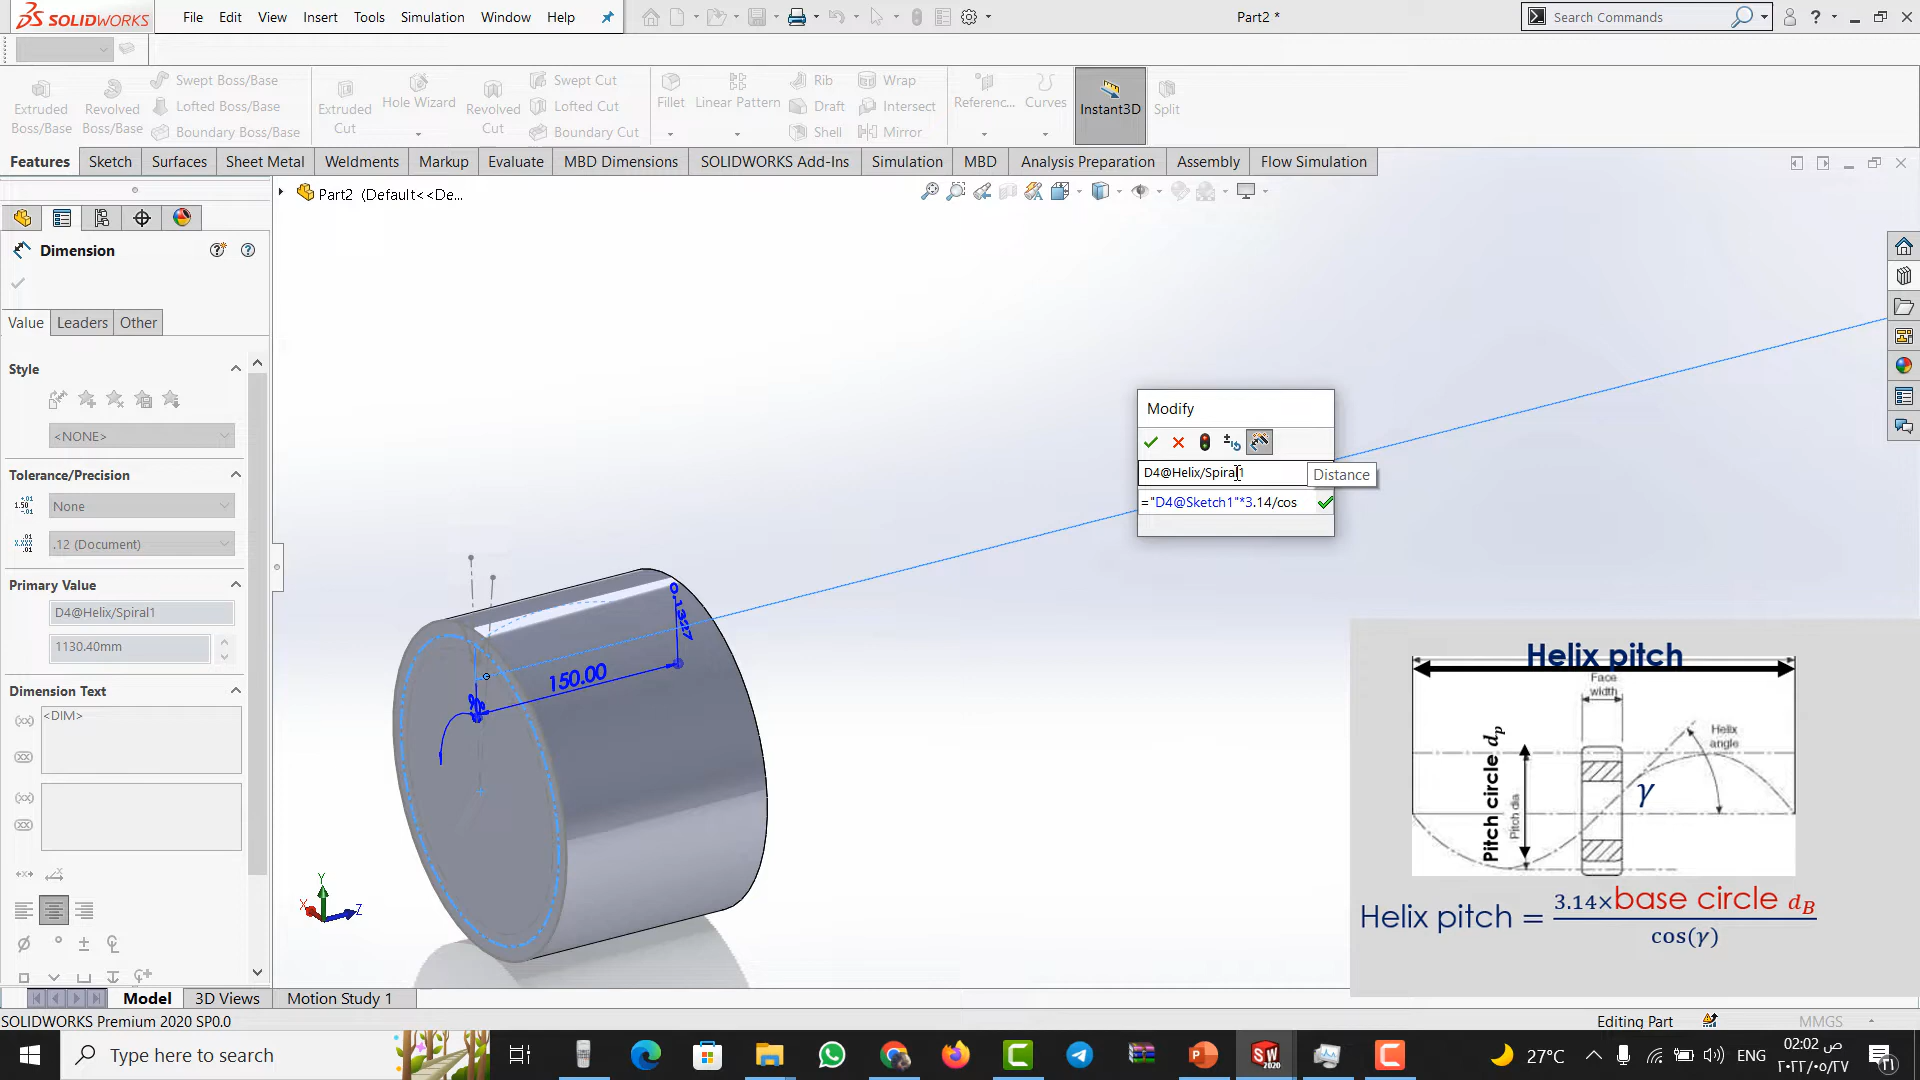 SOLIDWORKS
File Edit View Insert Tools Simulation Window Help
Part2 *
Search Commands
Extruded Boss/Base
Revolved Boss/Base
Swept Boss/Base
Lofted Boss/Base
Boundary Boss/Base
Extruded Cut
Hole Wizard
Revolved Cut
Swept Cut
Lofted Cut
Boundary Cut
Fillet
Linear Pattern
Rib
Draft
Shell
Wrap
Intersect
Mirror
Referenc...
Curves
Instant3D
Split
Features Sketch Surfaces Sheet Metal Weldments Markup Evaluate MBD Dimensions SOLIDWORKS Add-Ins Simulation MBD Analysis Preparation Assembly Flow Simulation
Part2 (Default<<De...
Dimension
Value Leaders Other
Style
<NONE>
Tolerance/Precision
None
.12 (Document)
Primary Value
D4@Helix/Spiral1
1130.40mm
Dimension Text
<DIM>
Modify
D4@Helix/Spiral1
Distance
="D4@Sketch1"*3.14/cos
150.00
Y
X
Z
Helix pitch
Face width
Helix angle
γ
Pitch circle dp
Pitch dia
Helix pitch = 3.14×base circle dB
cos(γ)
Model 3D Views Motion Study 1
SOLIDWORKS Premium 2020 SP0.0
Editing Part
MMGS
Type here to search
SW
2020
27°C
ENG
02:02 ص
٢٠٢٢/٠٥/٢٧